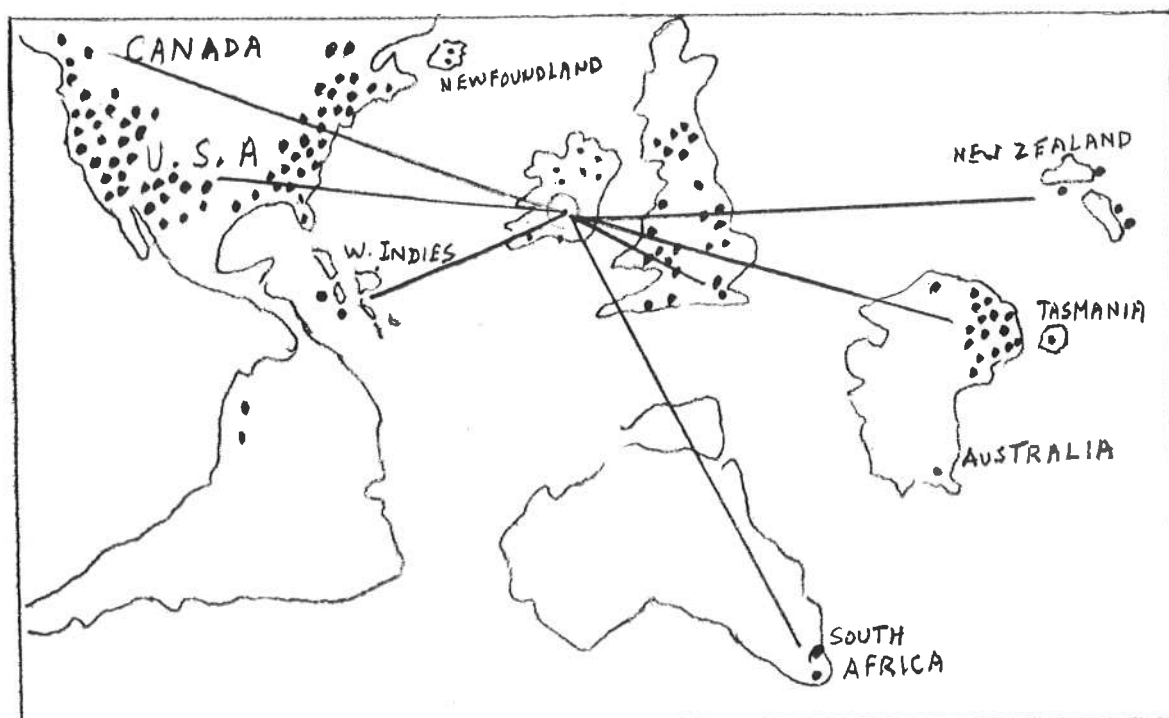 CANADA
NEWFOUNDLAND
U.S.A
NEW ZEALAND
W. INDIES
TASMANIA
AUSTRALIA
SOUTH
AFRICA